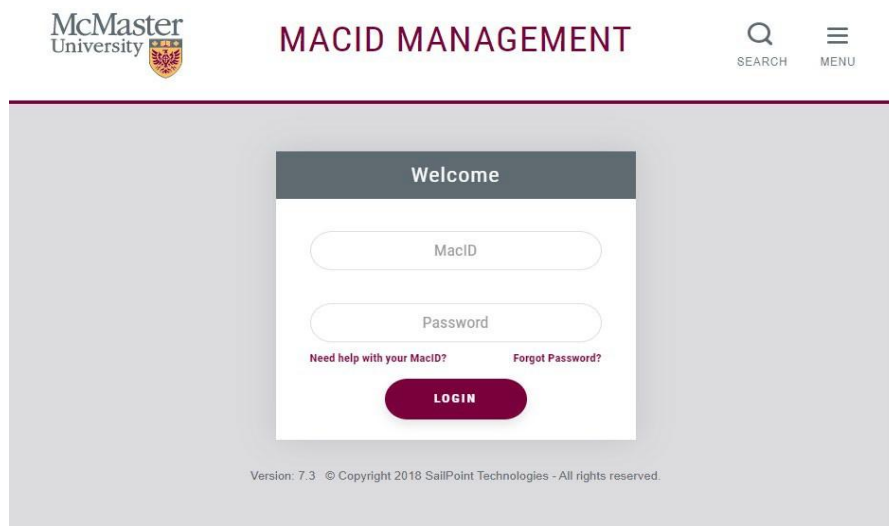 McMaster
University
MACID MANAGEMENT
SEARCH
MENU
Welcome
MacID
Password
Need help with your MacID?
Forgot Password?
LOGIN
Version: 7.3 © Copyright 2018 SailPoint Technologies - All rights reserved.